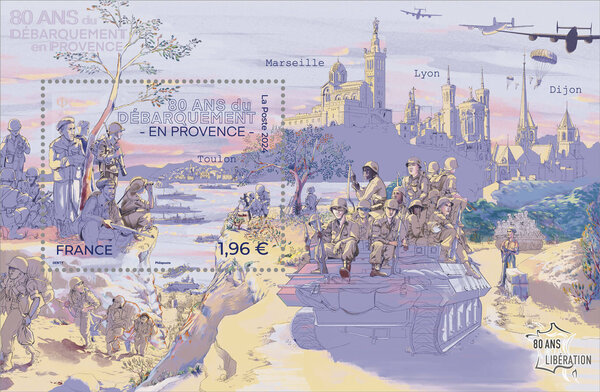 80 ANS du
DÉBARQUEMENT
en PROVENCE
Marseille
Lyon
Dijon
80 ANS du
DÉBARQUEMENT
- EN PROVENCE -
La Poste 2024
Toulon
FRANCE
1,96 €
80 ANS
LIBÉRATION